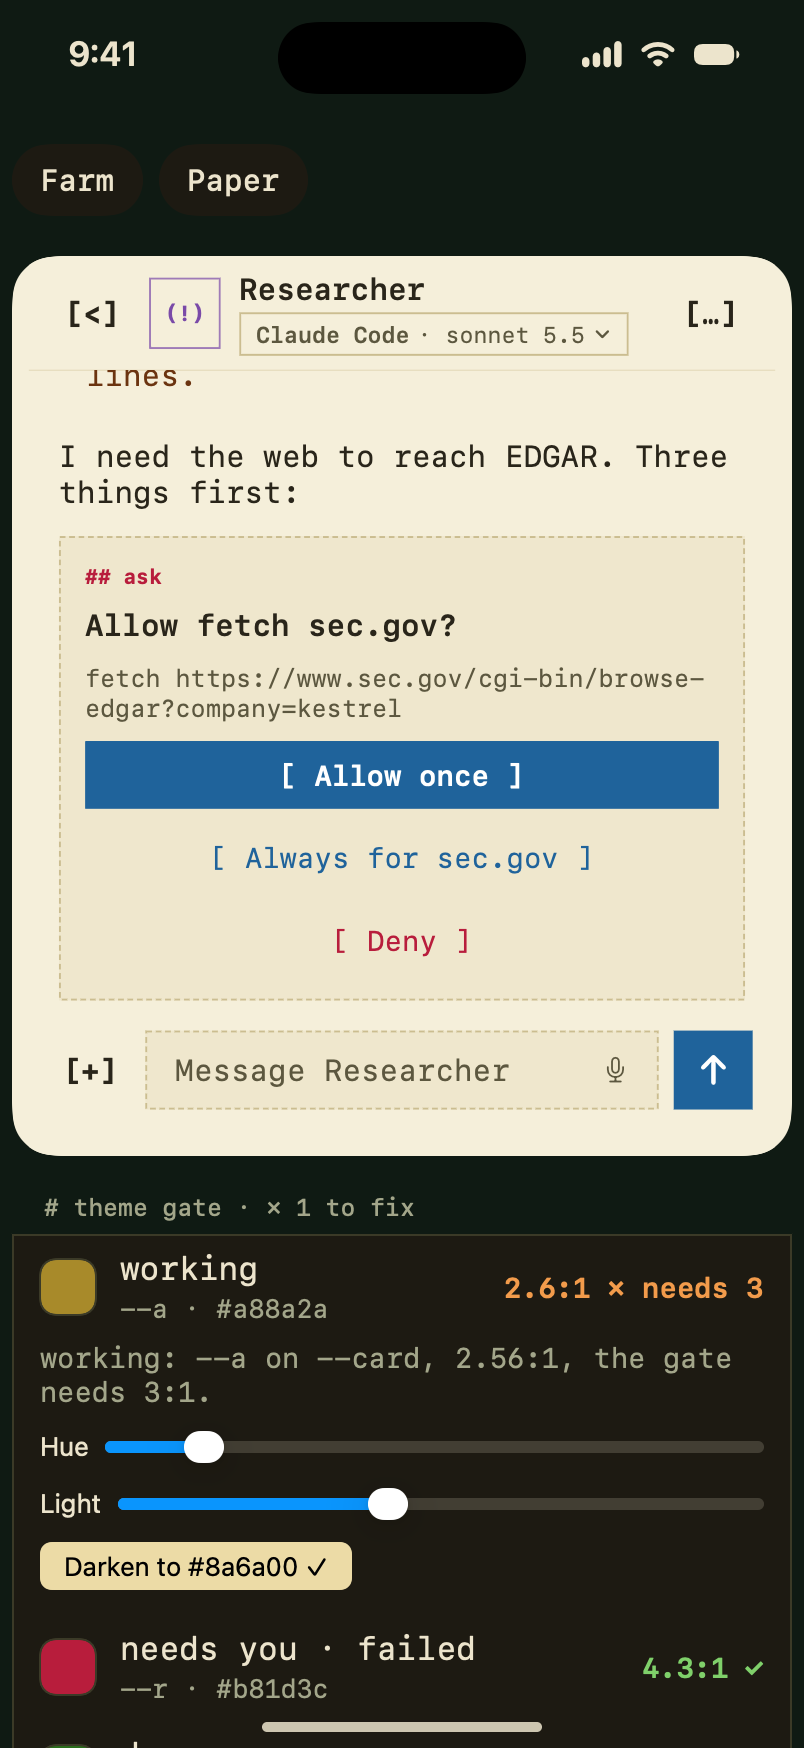 9:41
Farm
Paper
[<]
(!)
Researcher
[…]
Claude Code · sonnet 5.5
lines.
I need the web to reach EDGAR. Three
things first:
## ask
Allow fetch sec.gov?
fetch https://www.sec.gov/cgi-bin/browse-
edgar?company=kestrel
[ Allow once ]
[ Always for sec.gov ]
[ Deny ]
[+]
Message Researcher
# theme gate · × 1 to fix
working
2.6:1 × needs 3
--a · #a88a2a
working: --a on --card, 2.56:1, the gate
needs 3:1.
Hue
Light
Darken to #8a6a00 ✓
needs you · failed
4.3:1 ✓
--r · #b81d3c